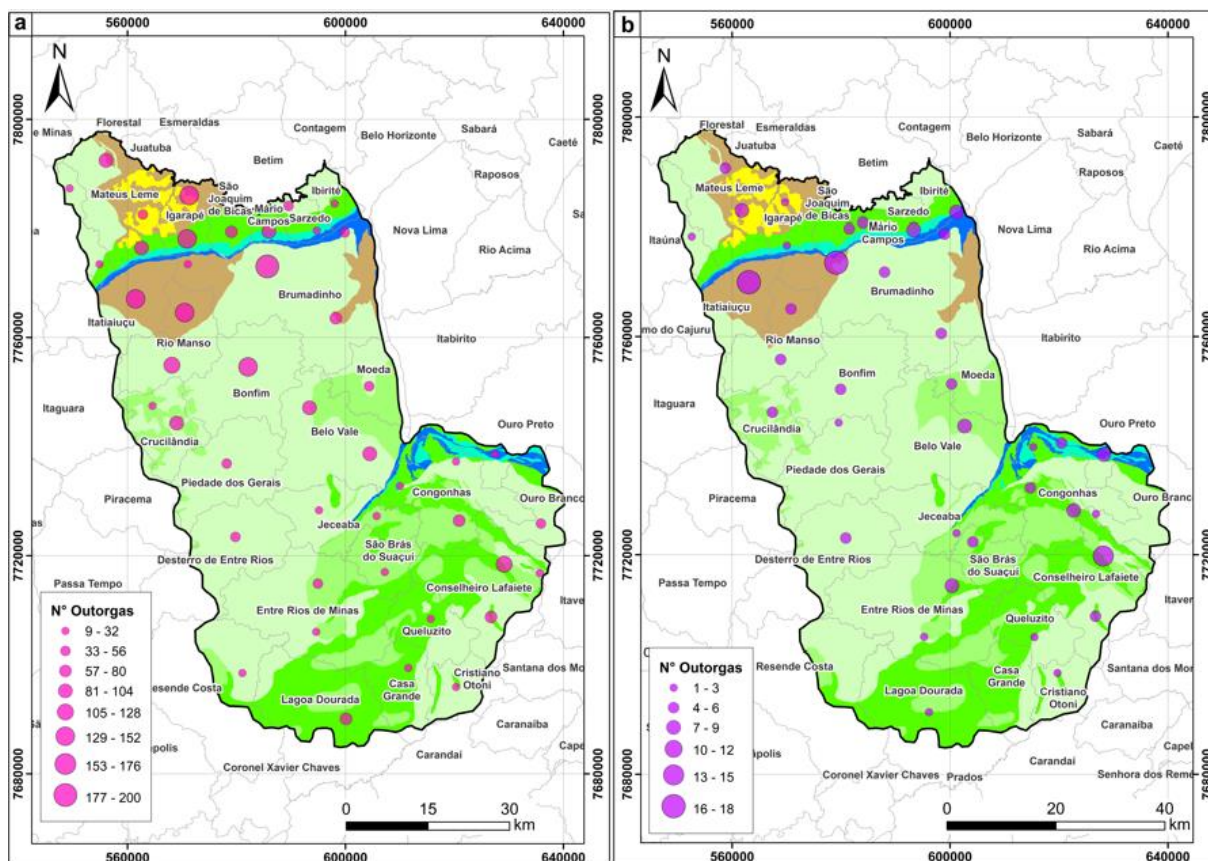 a
560000
600000
640000
N
7800000
7760000
7720000
7680000
e Minas
Florestal
Esmeraldas
Contagem
Belo Horizonte
Sabará
Caeté
Juatuba
Betim
Raposos
Mateus Leme
São
Joaquim
de Bicas
Ibirité
Igarapé
Mário
Campos
Sarzedo
Nova Lima
Rio Acima
Brumadinho
Itatiaiuçu
Rio Manso
Itabirito
Moeda
Bonfim
Itaguara
Crucilândia
Belo Vale
Ouro Preto
Piedade dos Gerais
Piracema
Congonhas
Ouro Branco
Jeceaba
Desterro de Entre Rios
São Brás
do Suaçuí
Passa Tempo
Conselheiro Lafaiete
Itaver
Entre Rios de Minas
Queluzito
Santana dos Mo
Resende Costa
Casa
Grande
Cristiano
Otoni
Lagoa Dourada
Caranaíba
ópolis
Carandaí
Cape
Coronel Xavier Chaves
N° Outorgas
9 - 32
33 - 56
57 - 80
81 - 104
105 - 128
129 - 152
153 - 176
177 - 200
0 15 30
km
560000
600000
640000
b
560000
600000
640000
N
7800000
7760000
7720000
7680000
Florestal
Esmeraldas
Contagem
Belo Horizonte
Sabará
Caeté
Juatuba
Betim
Raposos
Mateus Leme
São
Joaquim
de Bicas
Ibirité
Igarapé
Sarzedo
Mário
Campos
Nova Lima
Rio Acima
Itaúna
Brumadinho
Itatiaiuçu
mo do Cajuru
Rio Manso
Itabirito
Moeda
Bonfim
Itaguara
Crucilândia
Belo Vale
Ouro Preto
Piedade dos Gerais
Piracema
Congonhas
Ouro Branco
Jeceaba
Desterro de Entre Rios
São Brás
do Suaçuí
Passa Tempo
Conselheiro Lafaiete
Itaver
Entre Rios de Minas
Queluzito
Santana dos Mor
Resende Costa
Casa
Grande
Cristiano
Otoni
Lagoa Dourada
Caranaíba
ópolis
Carandaí
Capel
Coronel Xavier Chaves
Prados
Senhora dos Reme
N° Outorgas
1 - 3
4 - 6
7 - 9
10 - 12
13 - 15
16 - 18
0 20 40
km
560000
600000
640000